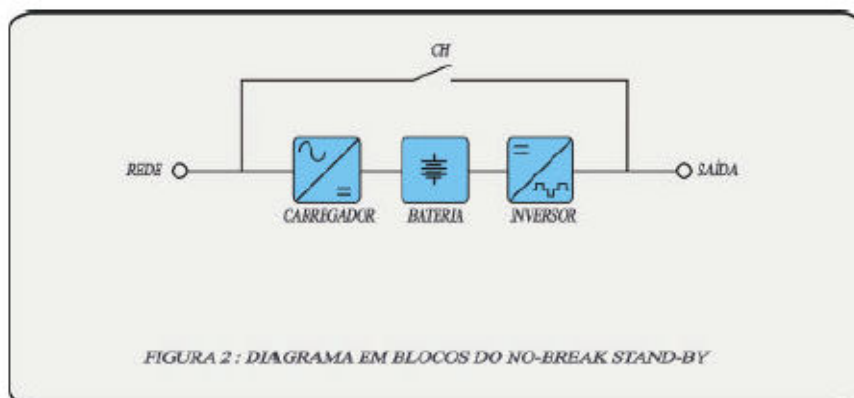 CH
REDE
SAÍDA
CARREGADOR
BATERIA
INVERSOR
FIGURA 2 : DIAGRAMA EM BLOCOS DO NO-BREAK STAND-BY